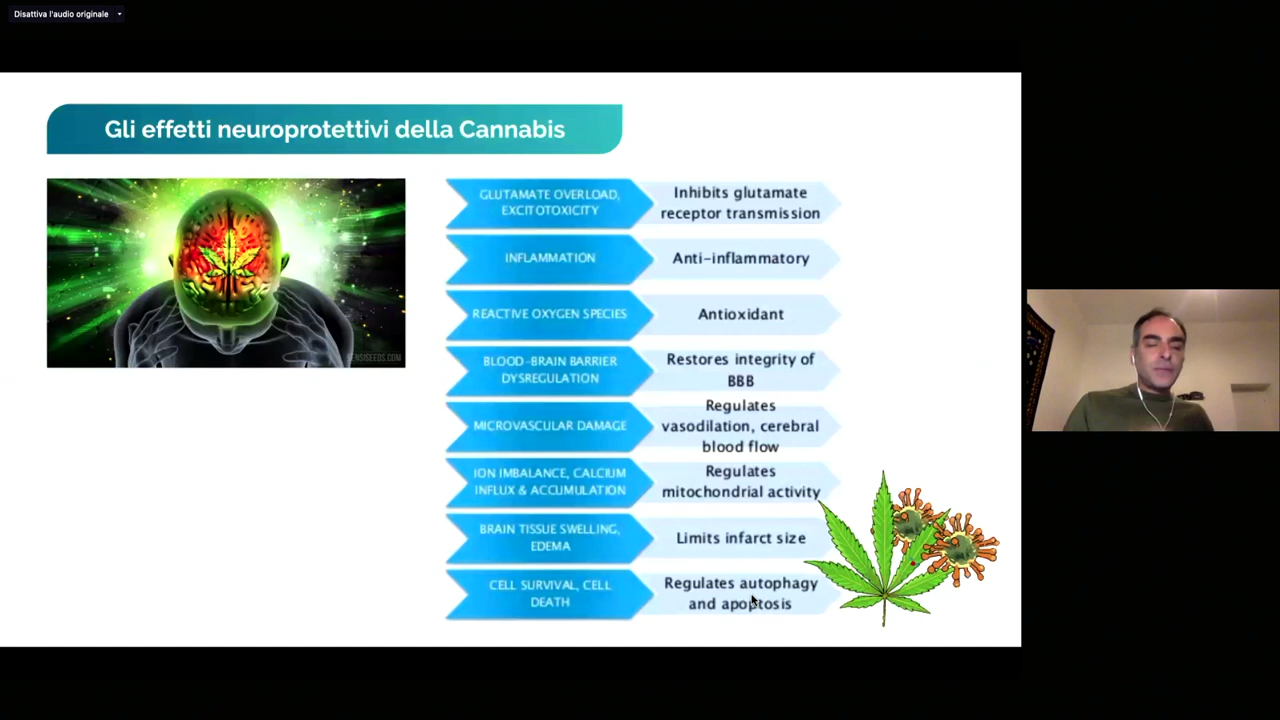 Disattiva l'audio originale
Gli effetti neuroprotettivi della Cannabis
GLUTAMATE OVERLOAD,
EXCITOTOXICITY
Inhibits glutamate
receptor transmission
INFLAMMATION
Anti-inflammatory
REACTIVE OXYGEN SPECIES
Antioxidant
BLOOD-BRAIN BARRIER
DYSREGULATION
Restores integrity of
BBB
MICROVASCULAR DAMAGE
Regulates
vasodilation, cerebral
blood flow
ION IMBALANCE, CALCIUM
INFLUX & ACCUMULATION
Regulates
mitochondrial activity
BRAIN TISSUE SWELLING,
EDEMA
Limits infarct size
CELL SURVIVAL, CELL
DEATH
Regulates autophagy
and apoptosis